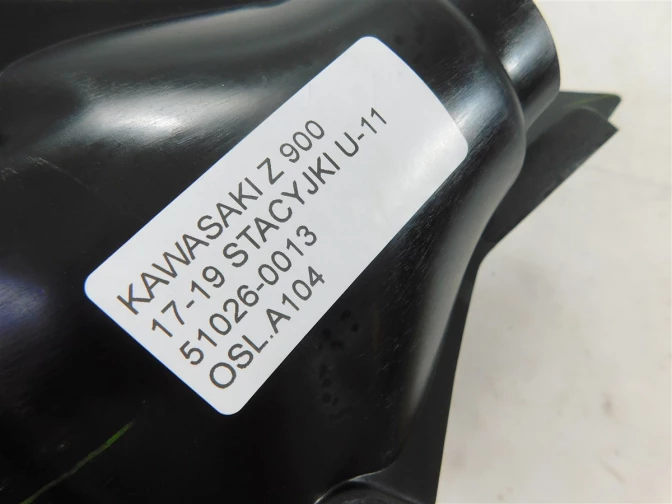 KAWASAKI Z 900
17-19 STACYJKI U-11
51026-0013
OSL.A104